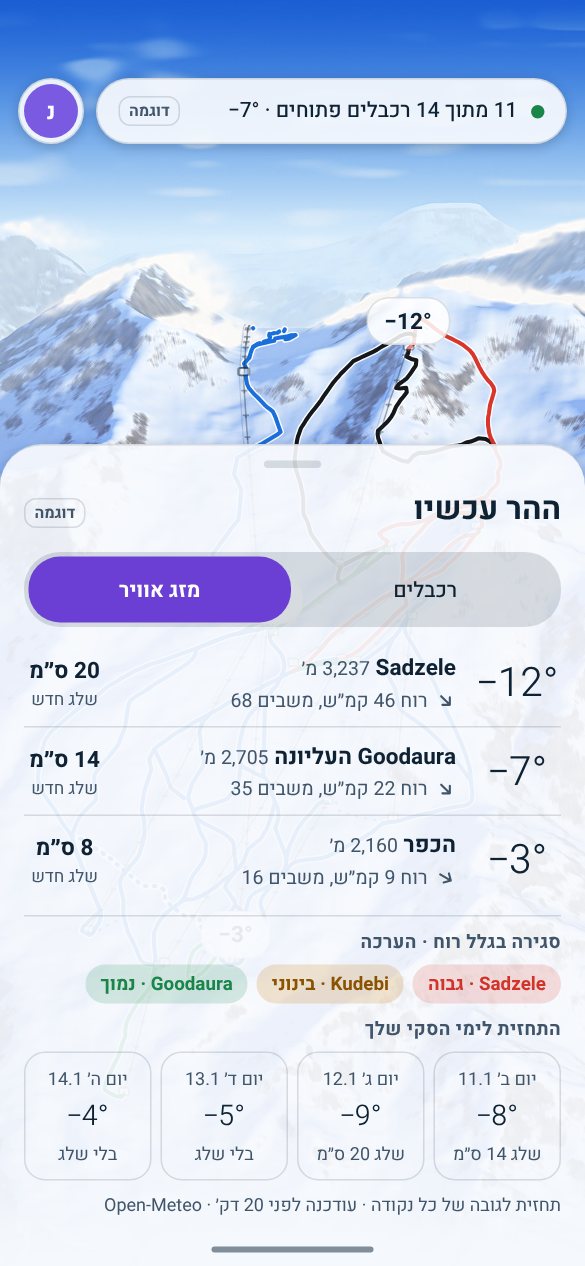 11 מתוך 14 רכבלים פתוחים · −7° דוגמה
נ
−12°
ההר עכשיו דוגמה
רכבלים מזג אוויר
−12° Sadzele 3,237 מ׳ 20 ס״מ
רוח 46 קמ״ש, משבים 68 שלג חדש
−7° Goodaura העליונה 2,705 מ׳ 14 ס״מ
רוח 22 קמ״ש, משבים 35 שלג חדש
−3° הכפר 2,160 מ׳ 8 ס״מ
רוח 9 קמ״ש, משבים 16 שלג חדש
−3°
סגירה בגלל רוח · הערכה
Sadzele · גבוה Kudebi · בינוני Goodaura · נמוך
התחזית לימי הסקי שלך
יום ב׳ 11.1 יום ג׳ 12.1 יום ד׳ 13.1 יום ה׳ 14.1
−8° −9° −5° −4°
שלג 14 ס״מ שלג 20 ס״מ בלי שלג בלי שלג
תחזית לגובה של כל נקודה · עודכנה לפני 20 דק׳ · Open-Meteo